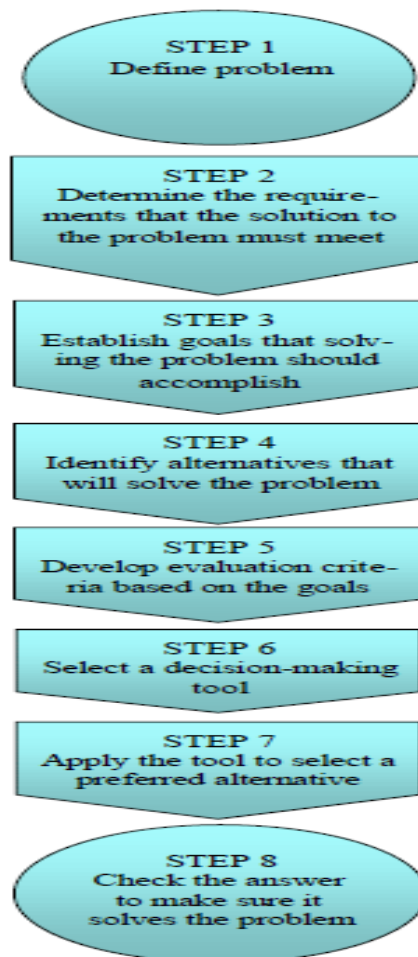 STEP 1
Define problem
STEP 2
Determine the require-
ments that the solution to
the problem must meet
STEP 3
Establish goals that solv-
ing the problem should
accomplish
STEP 4
Identify alternatives that
will solve the problem
STEP 5
Develop evaluation crite-
ria based on the goals
STEP 6
Select a decision-making
tool
STEP 7
Apply the tool to select a
preferred alternative
STEP 8
Check the answer
to make sure it
solves the problem